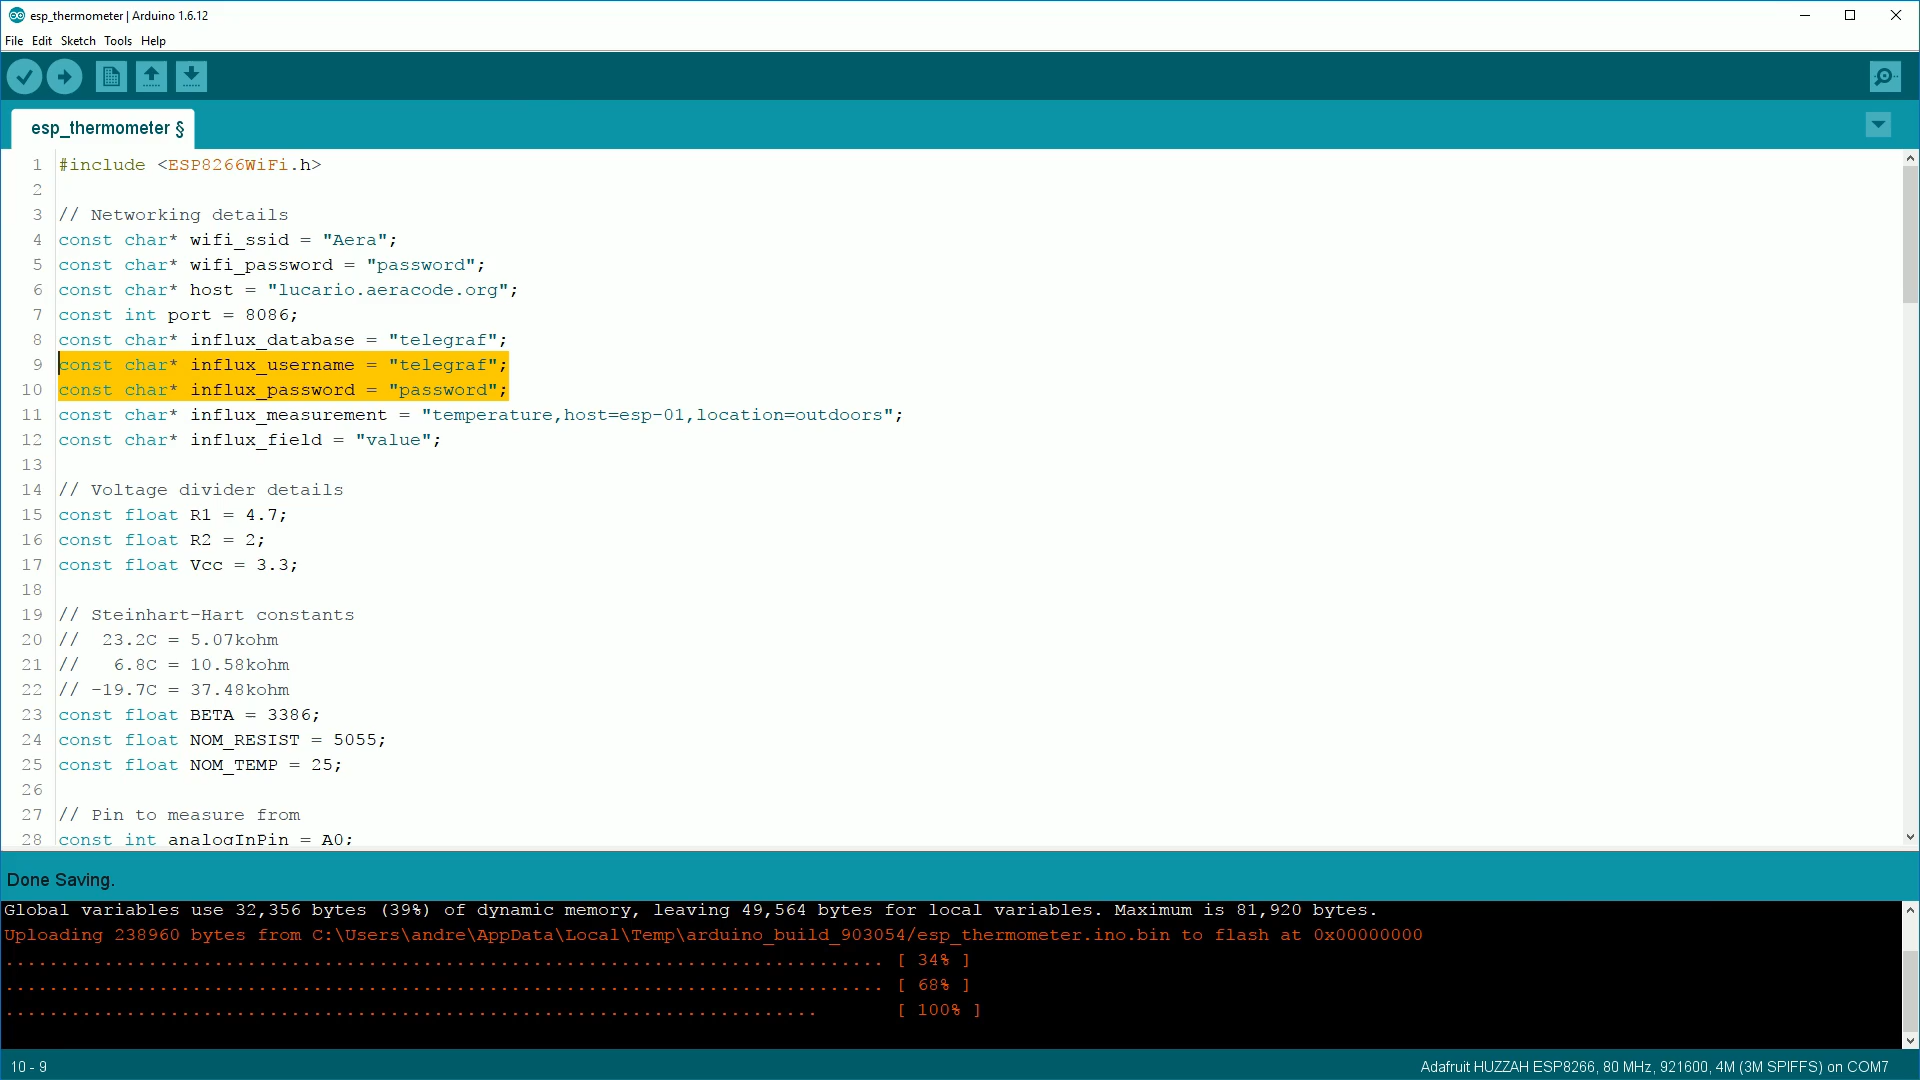 esp_thermometer | Arduino 1.6.12
File Edit Sketch Tools Help
esp_thermometer §
1 #include <ESP8266WiFi.h>
2
3 // Networking details
4 const char* wifi_ssid = "Aera";
5 const char* wifi_password = "password";
6 const char* host = "lucario.aeracode.org";
7 const int port = 8086;
8 const char* influx_database = "telegraf";
9 const char* influx_username = "telegraf";
10 const char* influx_password = "password";
11 const char* influx_measurement = "temperature,host=esp-01,location=outdoors";
12 const char* influx_field = "value";
13
14 // Voltage divider details
15 const float R1 = 4.7;
16 const float R2 = 2;
17 const float Vcc = 3.3;
18
19 // Steinhart-Hart constants
20 //  23.2C = 5.07kohm
21 //   6.8C = 10.58kohm
22 // -19.7C = 37.48kohm
23 const float BETA = 3386;
24 const float NOM_RESIST = 5055;
25 const float NOM_TEMP = 25;
26
27 // Pin to measure from
28 const int analogInPin = A0;
Done Saving.
Global variables use 32,356 bytes (39%) of dynamic memory, leaving 49,564 bytes for local variables. Maximum is 81,920 bytes.
Uploading 238960 bytes from C:\Users\andre\AppData\Local\Temp\arduino_build_903054/esp_thermometer.ino.bin to flash at 0x00000000
................................................................................ [ 34% ]
................................................................................ [ 68% ]
.......................................................................... [ 100% ]
10 - 9
Adafruit HUZZAH ESP8266, 80 MHz, 921600, 4M (3M SPIFFS) on COM7